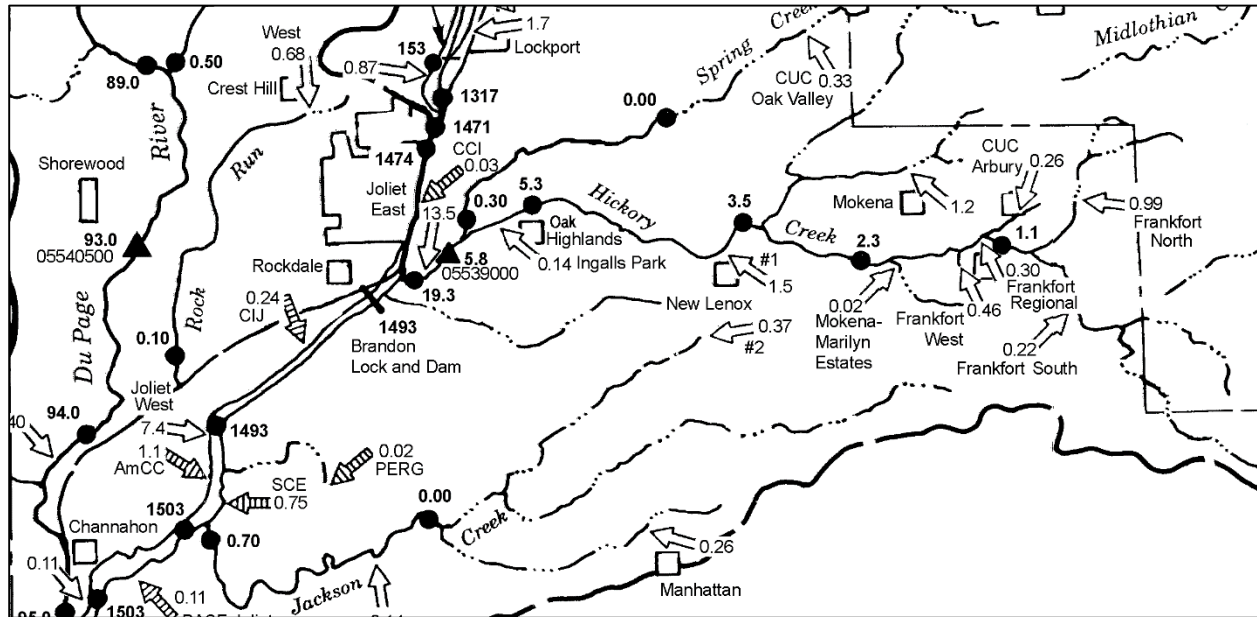 West
0.68
153
1.7
Lockport
Spring
Creek
Midlothian
0.50
89.0
Crest Hill
0.87
CUC
Oak Valley
0.33
1317
0.00
1471
1474
CCI
0.03
River
Run
Shorewood
CUC
Arbury
0.26
Joliet
East
13.5
0.30
5.3
Hickory
3.5
Mokena
1.2
0.99
Frankfort
North
93.0
05540500
Oak
Highlands
Creek
2.3
1.1
5.8
05539000
0.14 Ingalls Park
#1
1.5
New Lenox
0.30
Frankfort
Regional
Rockdale
19.3
0.24
CIJ
1493
Brandon
Lock and Dam
0.02
Mokena-
Marilyn
Estates
Frankfort
West
0.46
0.37
#2
0.22
Frankfort South
Du Page
Rock
0.10
Joliet
West
94.0
40
7.4
1493
1.1
AmCC
0.02
PERG
SCE
0.75
1503
0.00
Creek
Channahon
0.70
0.26
Manhattan
0.11
0.11
Jackson
95.0
1503